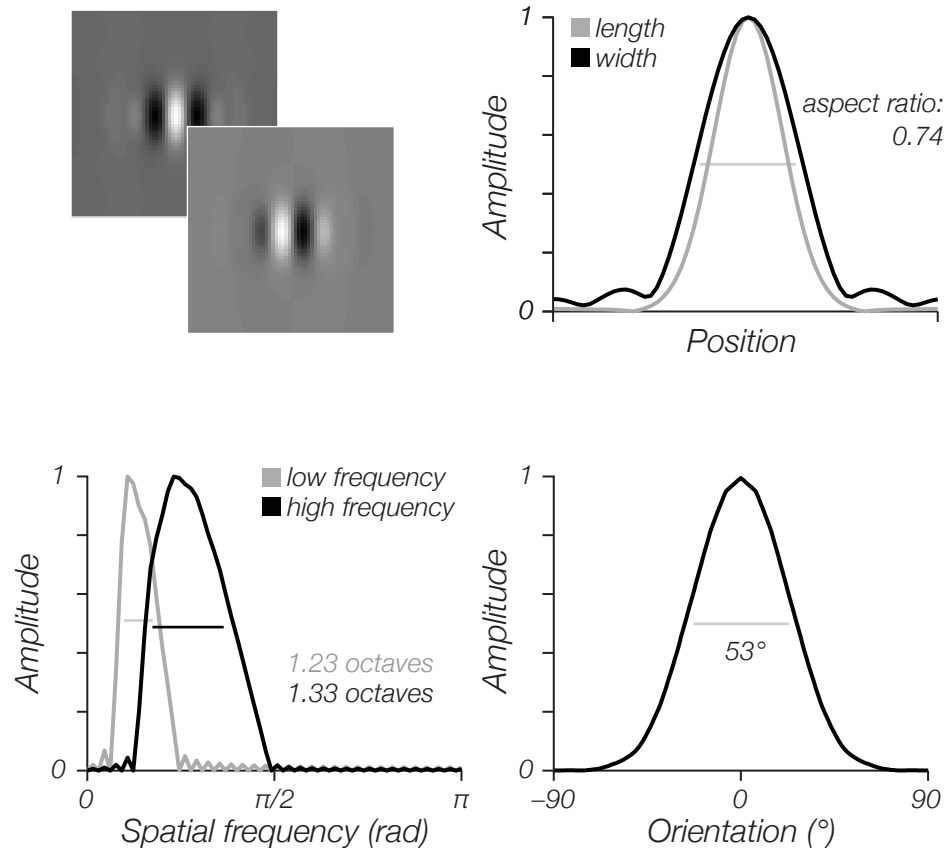 1
length
width
aspect ratio:
0.74
Amplitude
0
Position
1
low frequency
high frequency
Amplitude
1.23 octaves
1.33 octaves
0
0
π/2
π
Spatial frequency (rad)
1
Amplitude
53°
0
–90
0
90
Orientation (°)